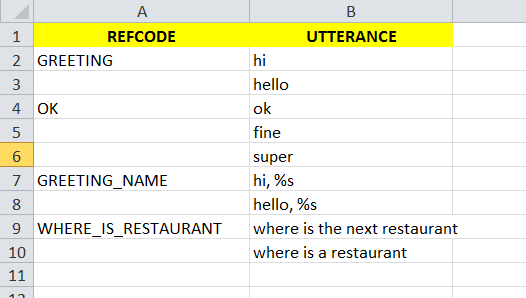 A B
1 REFCODE UTTERANCE
2 GREETING hi
3 hello
4 OK ok
5 fine
6 super
7 GREETING_NAME hi, %s
8 hello, %s
9 WHERE_IS_RESTAURANT where is the next restaurant
10 where is a restaurant
11